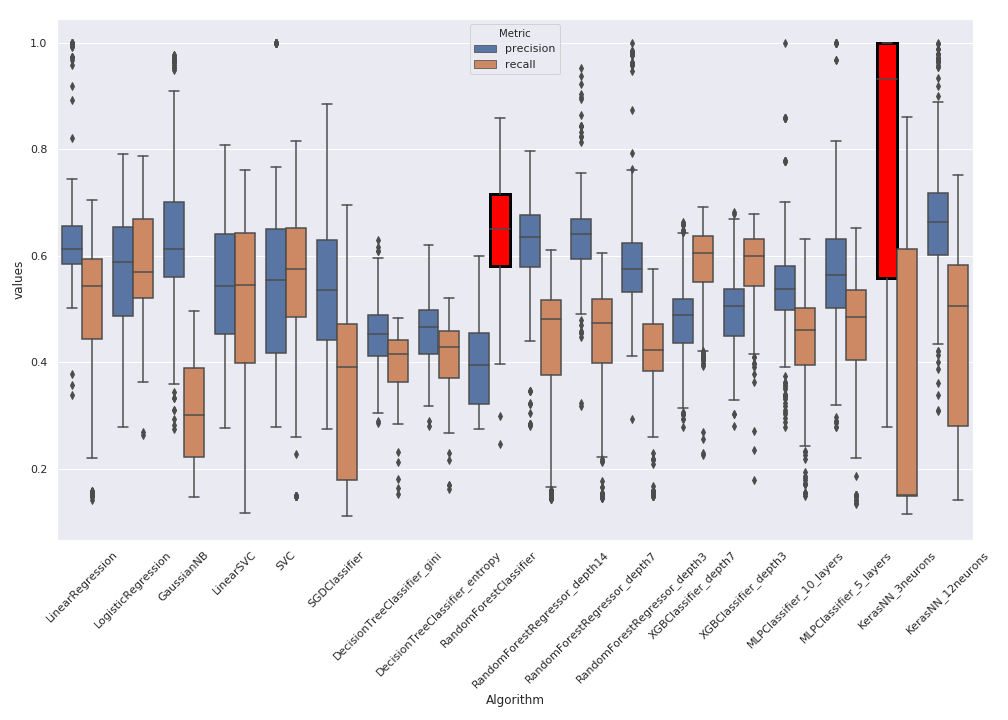 Metric
precision
recall
1.0
0.8
0.6
0.4
0.2
values
LinearRegression
LogisticRegression
GaussianNB
LinearSVC
SVC
SGDClassifier
DecisionTreeClassifier_gini
DecisionTreeClassifier_entropy
RandomForestClassifier
RandomForestRegressor_depth14
RandomForestRegressor_depth7
RandomForestRegressor_depth3
XGBClassifier_depth7
XGBClassifier_depth3
MLPClassifier_10_layers
MLPClassifier_5_layers
KerasNN_3neurons
KerasNN_12neurons
Algorithm